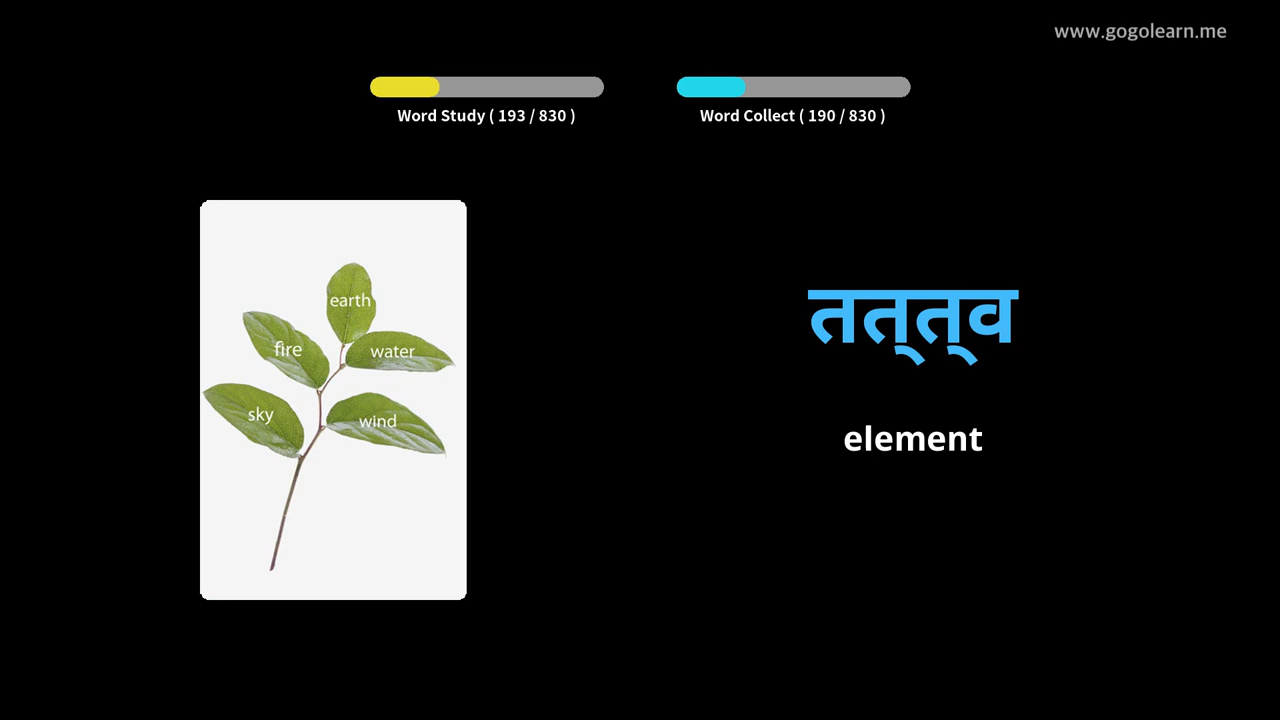 www.gogolearn.me
Word Study ( 193 / 830 )
Word Collect ( 190 / 830 )
earth
fire
water
sky
wind
तत्‌त्‌व
element